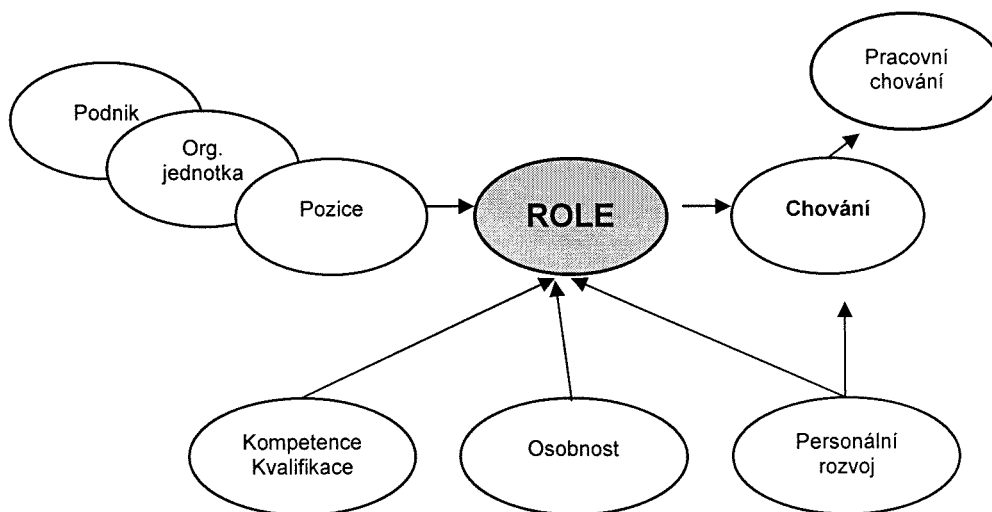 Pracovní
chování
Podnik
Org.
jednotka
Pozice
ROLE
Chování
Kompetence
Kvalifikace
Osobnost
Personální
rozvoj